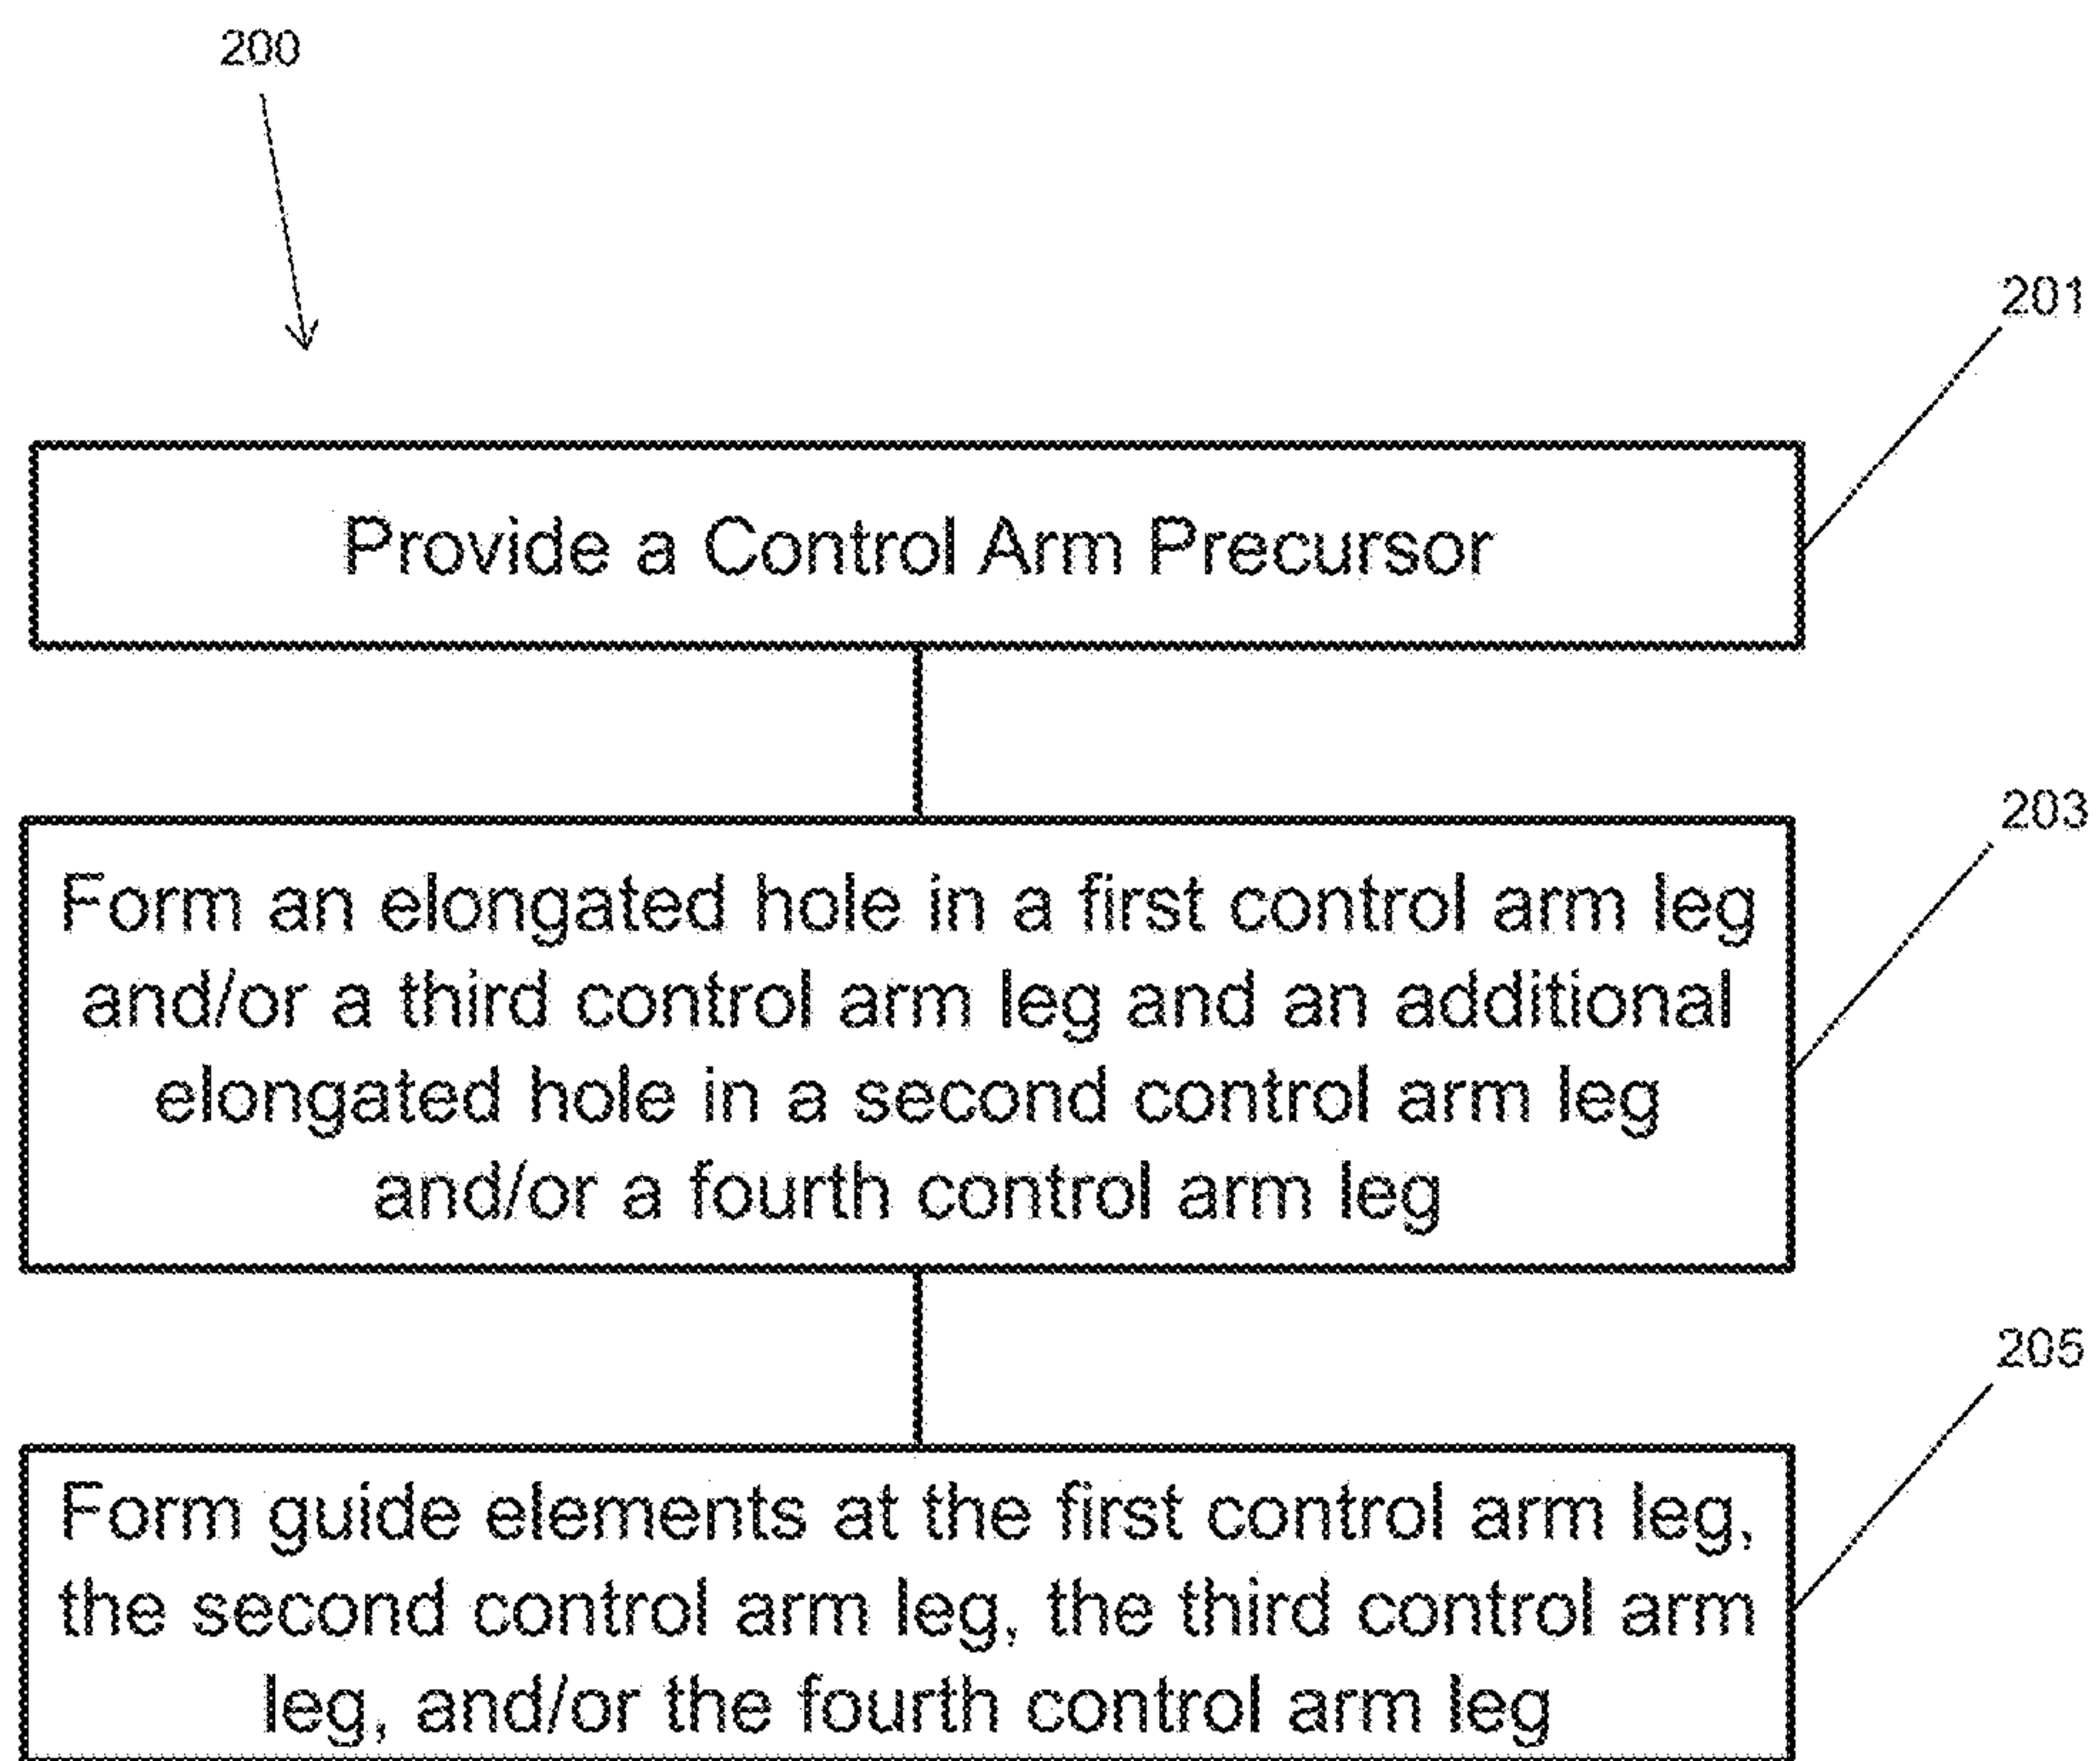 200
201
Provide a Control Arm Precursor
203
Form an elongated hole in a first control arm leg
and/or a third control arm leg and an additional
elongated hole in a second control arm leg
and/or a fourth control arm leg
205
Form guide elements at the first control arm leg,
the second control arm leg, the third control arm
leg, and/or the fourth control arm leg